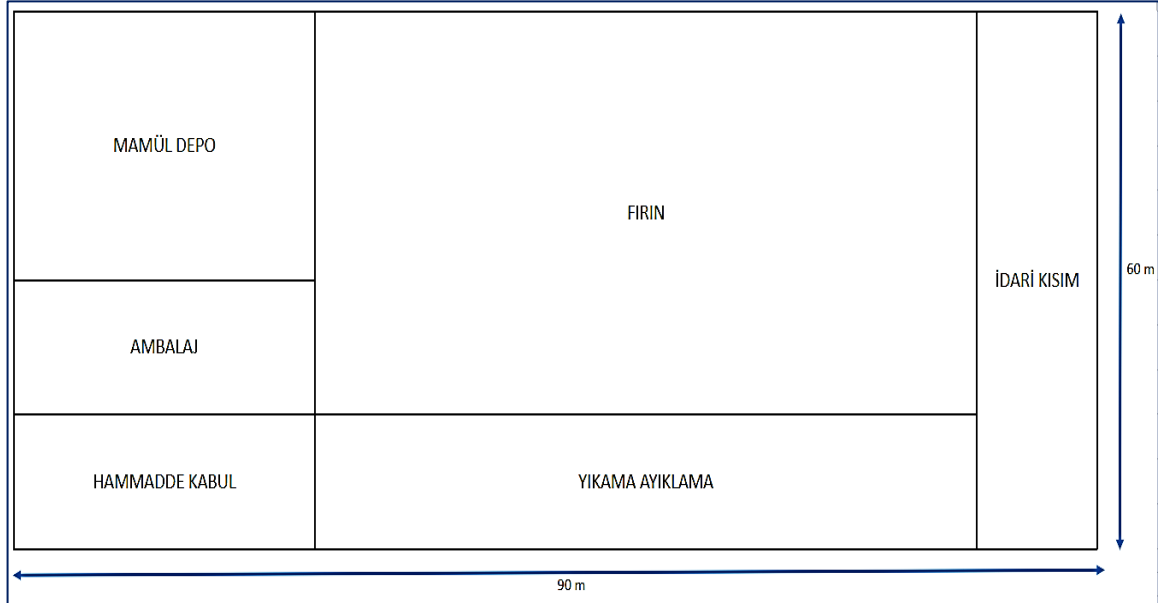 MAMÜL DEPO
FIRIN
İDARİ KISIM
60 m
AMBALAJ
HAMMADDE KABUL
YIKAMA AYIKLAMA
90 m